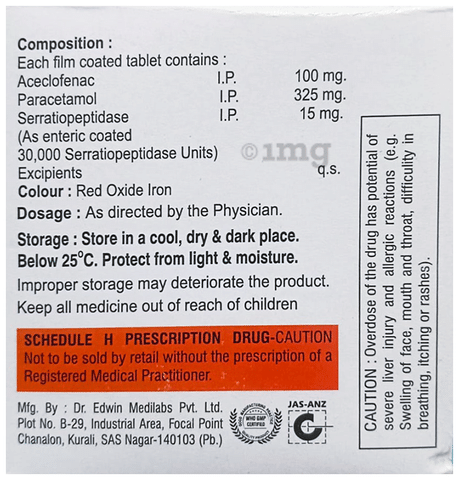 Composition :
Each film coated tablet contains :
Aceclofenac I.P. 100 mg.
Paracetamol I.P. 325 mg.
Serratiopeptidase I.P. 15 mg.
(As enteric coated
30,000 Serratiopeptidase Units)
Excipients q.s.
Colour : Red Oxide Iron
Dosage : As directed by the Physician.
Storage : Store in a cool, dry & dark place.
Below 25°C. Protect from light & moisture.
Improper storage may deteriorate the product.
Keep all medicine out of reach of children
SCHEDULE H PRESCRIPTION DRUG-CAUTION
Not to be sold by retail without the prescription of a
Registered Medical Practitioner.
Mfg. By : Dr. Edwin Medilabs Pvt. Ltd.
Plot No. B-29, Industrial Area, Focal Point
Chanalon, Kurali, SAS Nagar-140103 (Pb.)
WHO GMP
CERTIFIED
JAS-ANZ
C
CAUTION : Overdose of the drug has potential of
severe liver injury and allergic reactions (e.g.
Swelling of face, mouth and throat, difficulty in
breathing, itching or rashes).
© 1mg